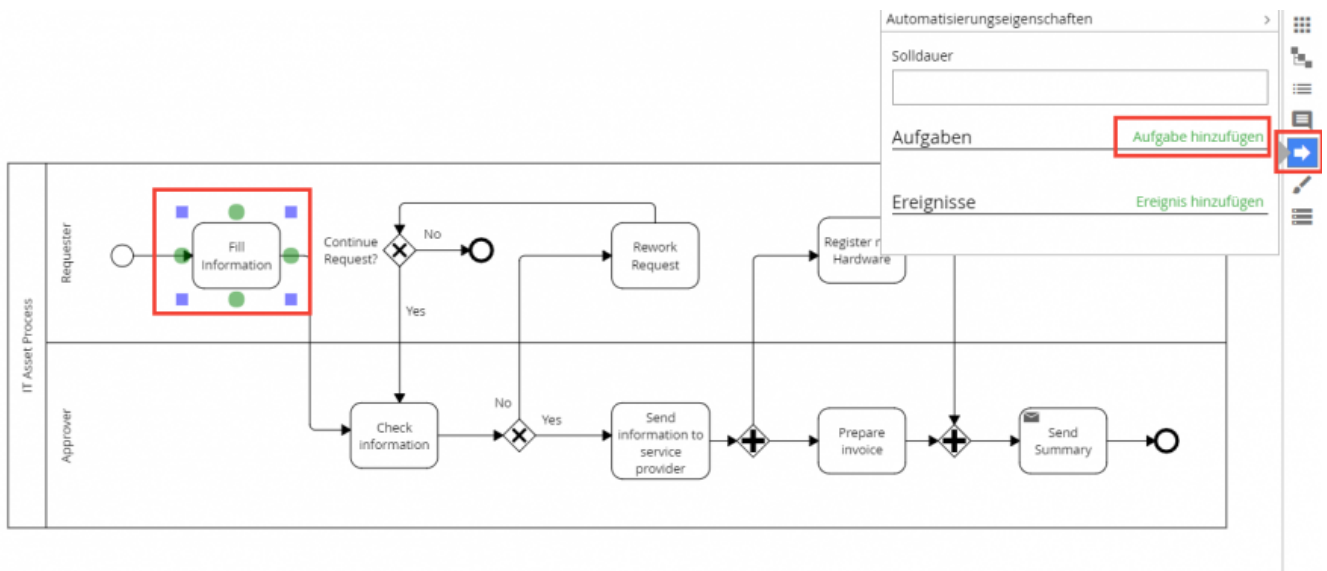 Automatisierungseigenschaften
Solldauer
Aufgaben
Aufgabe hinzufügen
Ereignisse
Ereignis hinzufügen
IT Asset Process
Requester
Fill
Information
Continue
Request?
No
Yes
Rework
Request
Register
Hardware
Approver
Check
information
No
Yes
Send
information to
service
provider
Prepare
invoice
Send
Summary